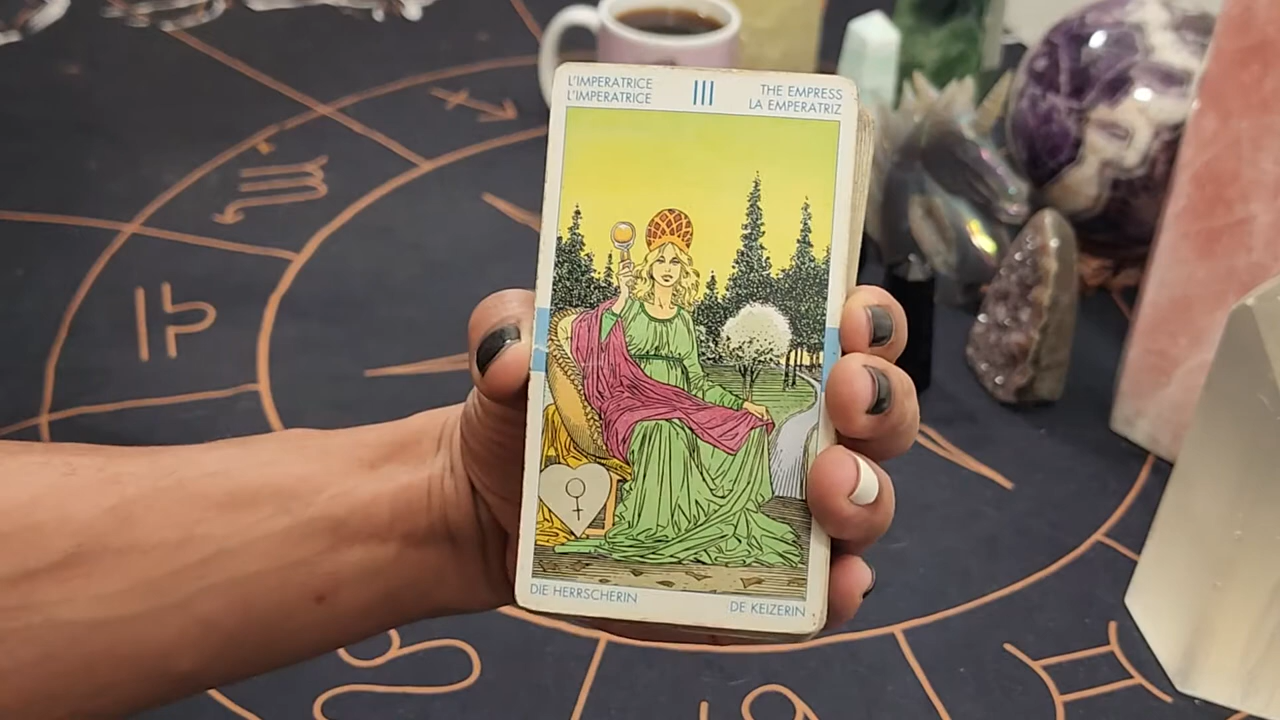 L'IMPERATRICE
L'IMPERATRICE
III
THE EMPRESS
LA EMPERATRIZ
DIE HERRSCHERIN
DE KEIZERIN